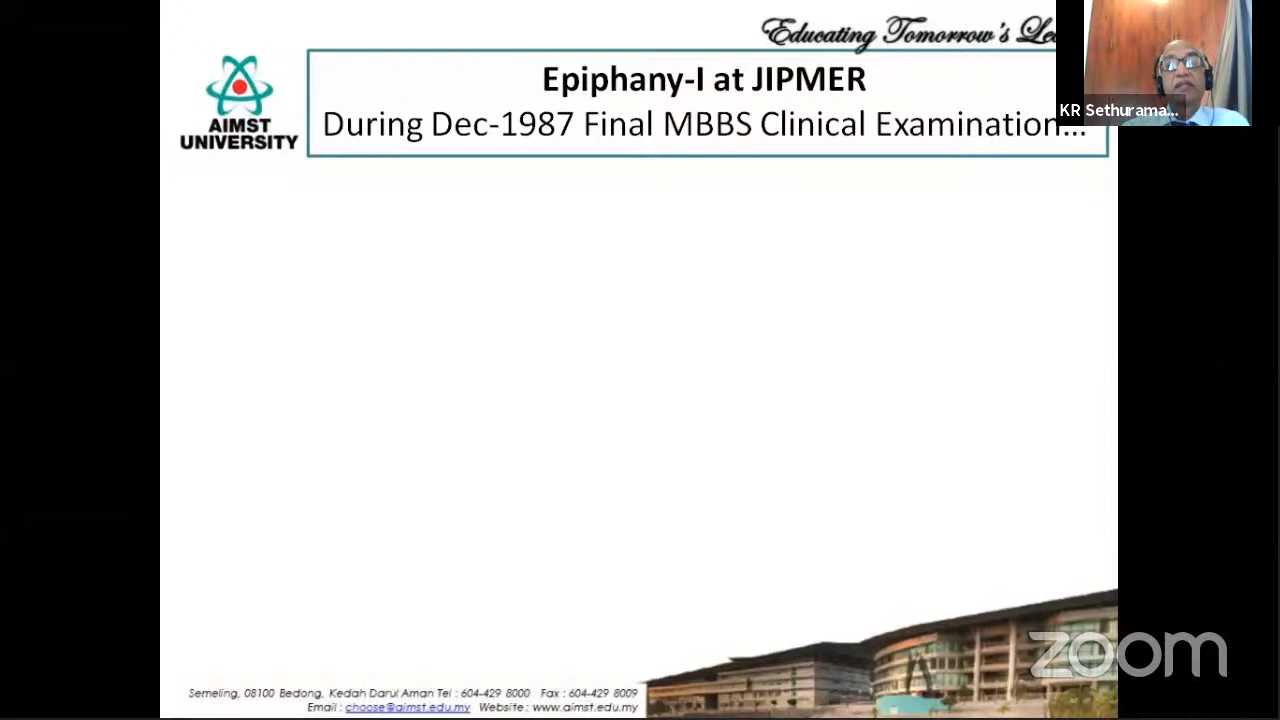 Educating Tomorrow's
KR Sethurama...
AIMST
UNIVERSITY
Epiphany-I at JIPMER
During Dec-1987 Final MBBS Clinical Examination...
zoom
Semeling, 08100 Bedong, Kedah Darul Aman Tel : 604-429 8000 Fax : 604-429 8009
Email : choose@aimst.edu.my Website : www.aimst.edu.my